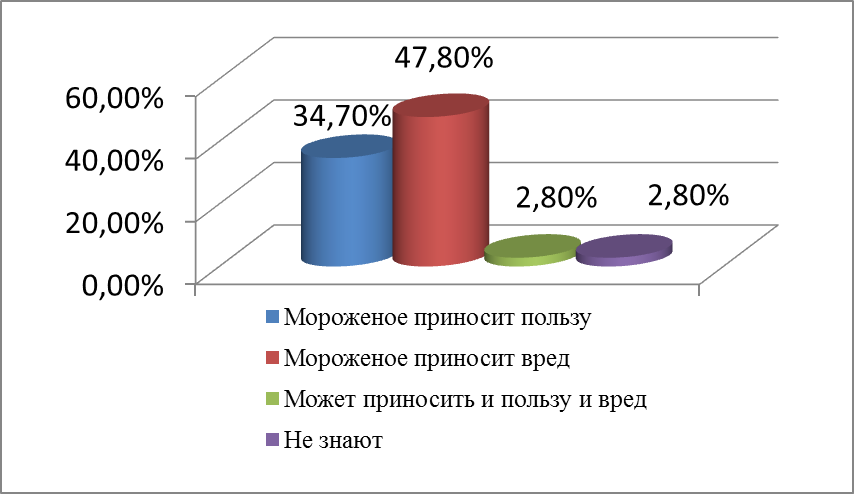 47,80%
60,00%
34,70%
40,00%
2,80%
2,80%
20,00%
0,00%
Мороженое приносит пользу
Мороженое приносит вред
Может приносить и пользу и вред
Не знают